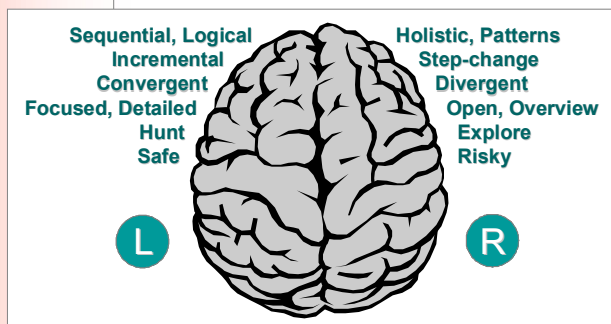 Sequential, Logical
Incremental
Convergent
Focused, Detailed
Hunt
Safe
Holistic, Patterns
Step-change
Divergent
Open, Overview
Explore
Risky
L
R